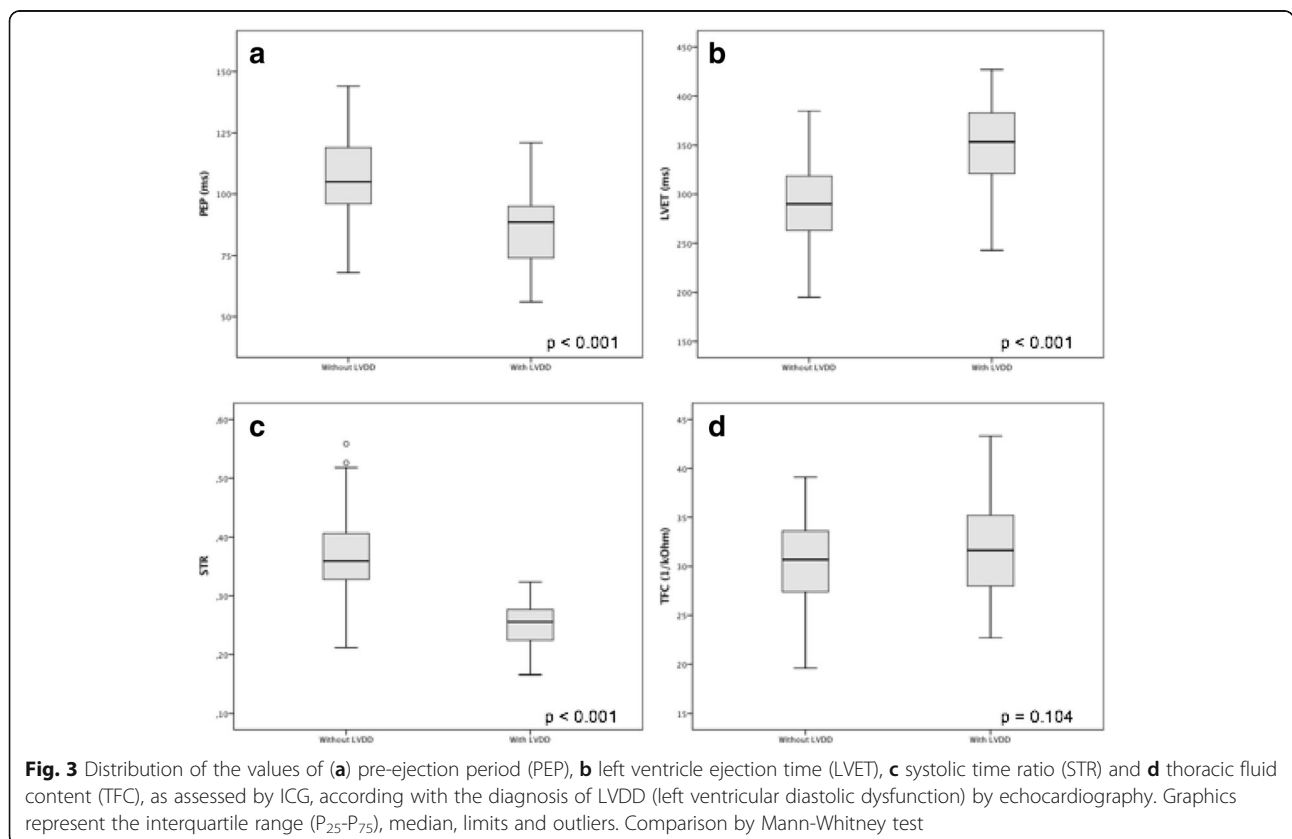 a
150
125
100
75
50
PEP (ms)
Without LVDD
With LVDD
p < 0.001
b
450
400
350
300
250
200
150
LVET (ms)
Without LVDD
With LVDD
p < 0.001
c
,60
,50
,40
,30
,20
,10
STR
Without LVDD
With LVDD
p < 0.001
d
45
40
35
30
25
20
15
TFC (1/kOhm)
Without LVDD
With LVDD
p = 0.104
Fig. 3 Distribution of the values of (a) pre-ejection period (PEP), b left ventricle ejection time (LVET), c systolic time ratio (STR) and d thoracic fluid
content (TFC), as assessed by ICG, according with the diagnosis of LVDD (left ventricular diastolic dysfunction) by echocardiography. Graphics
represent the interquartile range (P₂₅-P₇₅), median, limits and outliers. Comparison by Mann-Whitney test